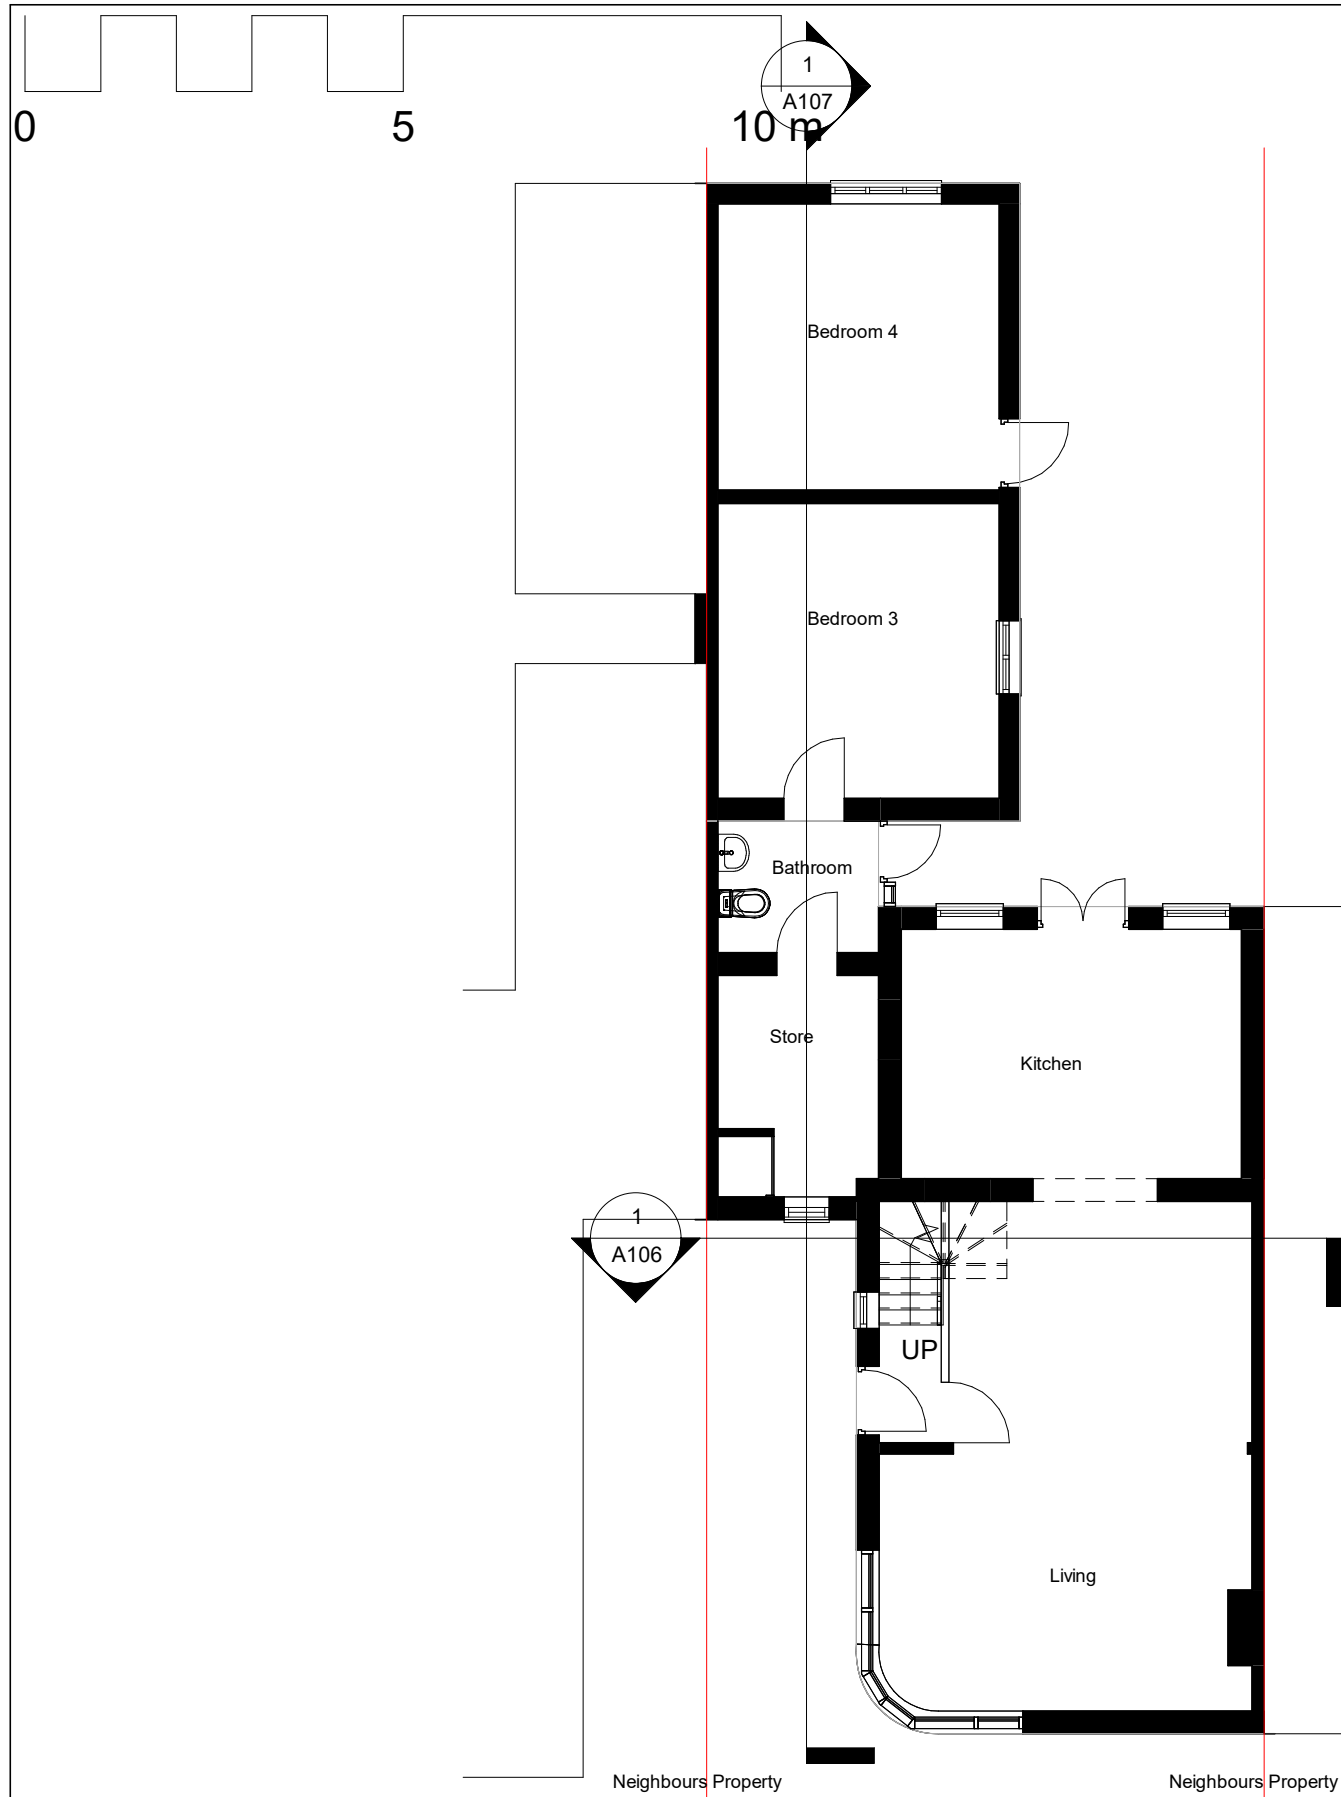 1
A107
0
5
10 m
Bedroom 4
Bedroom 3
Bathroom
Store
Kitchen
1
A106
UP
Living
Neighbours Property
Neighbours Property